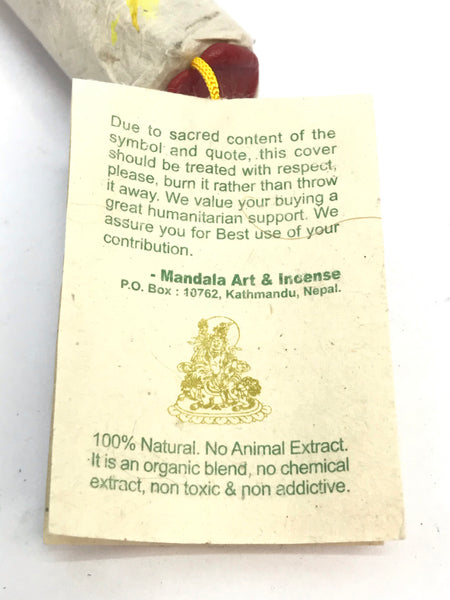 Due to sacred content of the
symbol and quote, this cover
should be treated with respect,
please, burn it rather than throw
it away. We value your buying a
great humanitarian support. We
assure you for Best use of your
contribution.
- Mandala Art & Incense
P.O. Box : 10762, Kathmandu, Nepal.
100% Natural. No Animal Extract.
It is an organic blend, no chemical
extract, non toxic & non addictive.